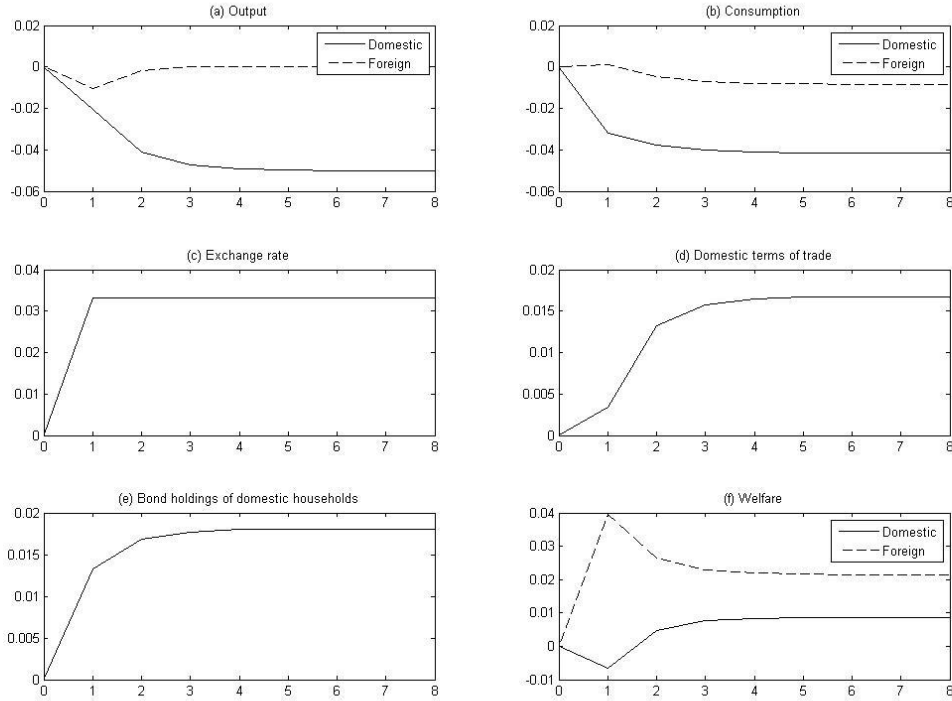 (a) Output
0.02
0
-0.02
-0.04
-0.06
0 1 2 3 4 5 6 7 8
Domestic
Foreign
(b) Consumption
0.02
0
-0.02
-0.04
-0.06
0 1 2 3 4 5 6 7 8
Domestic
Foreign
(c) Exchange rate
0.04
0.03
0.02
0.01
0
0 1 2 3 4 5 6 7 8
(d) Domestic terms of trade
0.02
0.015
0.01
0.005
0
0 1 2 3 4 5 6 7 8
(e) Bond holdings of domestic households
0.02
0.015
0.01
0.005
0
0 1 2 3 4 5 6 7 8
(f) Welfare
0.04
0.03
0.02
0.01
0
-0.01
0 1 2 3 4 5 6 7 8
Domestic
Foreign